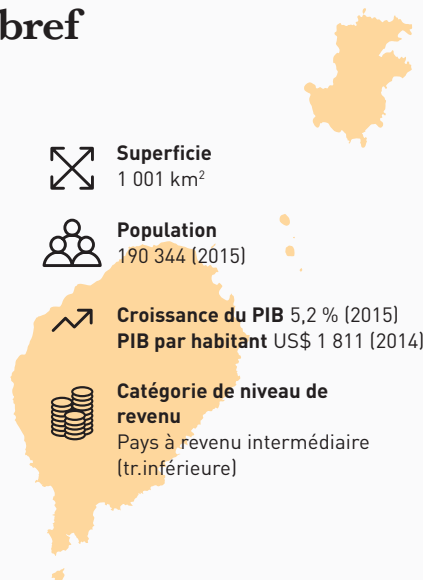 bref
Superficie
1 001 km²
Population
190 344 (2015)
Croissance du PIB 5,2 % (2015)
PIB par habitant US$ 1 811 (2014)
Catégorie de niveau de
revenu
Pays à revenu intermédiaire
(tr.inférieure)